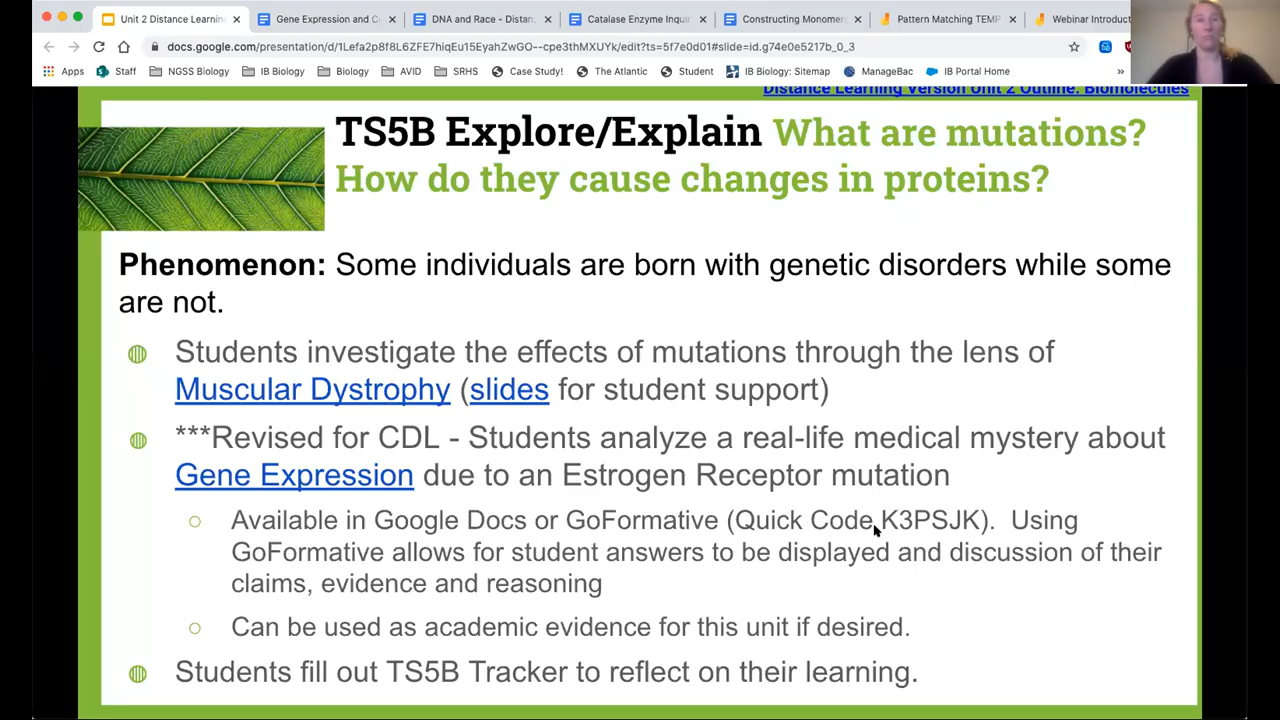 Unit 2 Distance Learnin
Gene Expression and C
DNA and Race - Distan
Catalase Enzyme Inqui
Constructing Monomer
Pattern Matching TEMP
Webinar Introduct
docs.google.com/presentation/d/1Lefa2p8f8L6ZFE7hiqEu15EyahZwGO--cpe3thMXUYk/edit?ts=5f7e0d01#slide=id.g74e0e5217b_0_3
Apps
Staff
NGSS Biology
IB Biology
Biology
AVID
SRHS
Case Study!
The Atlantic
Student
IB Biology: Sitemap
ManageBac
IB Portal Home
»
Distance Learning Version Unit 2 Outline: Biomolecules
TS5B Explore/Explain What are mutations?
How do they cause changes in proteins?
Phenomenon: Some individuals are born with genetic disorders while some
are not.
Students investigate the effects of mutations through the lens of
Muscular Dystrophy (slides for student support)
***Revised for CDL - Students analyze a real-life medical mystery about
Gene Expression due to an Estrogen Receptor mutation
Available in Google Docs or GoFormative (Quick Code K3PSJK). Using
GoFormative allows for student answers to be displayed and discussion of their
claims, evidence and reasoning
Can be used as academic evidence for this unit if desired.
Students fill out TS5B Tracker to reflect on their learning.